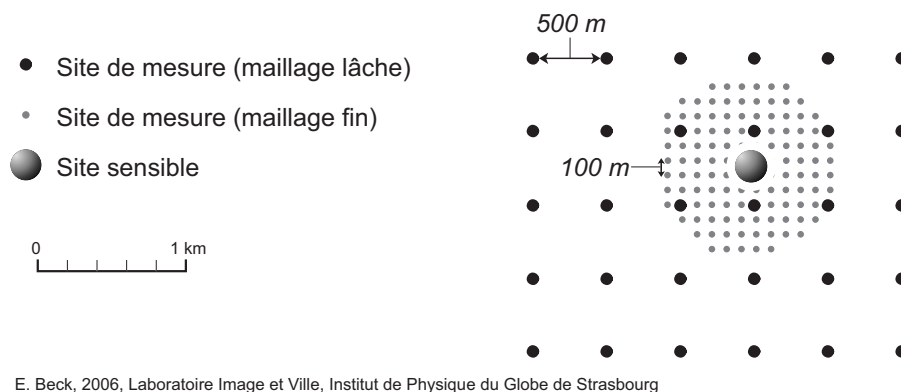 500 m
Site de mesure (maillage lâche)
Site de mesure (maillage fin)
Site sensible
100 m
0 1 km
E. Beck, 2006, Laboratoire Image et Ville, Institut de Physique du Globe de Strasbourg